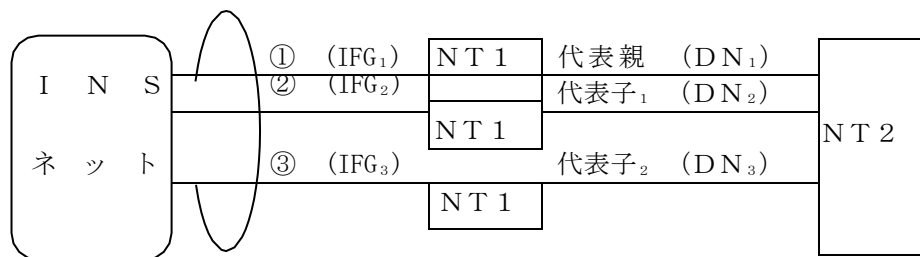 ① (IFG₁) NT1 代表親 (DN₁)
INS ② (IFG₂) 代表子₁ (DN₂)
NT1 NT2
ネット ③ (IFG₃) 代表子₂ (DN₃)
NT1